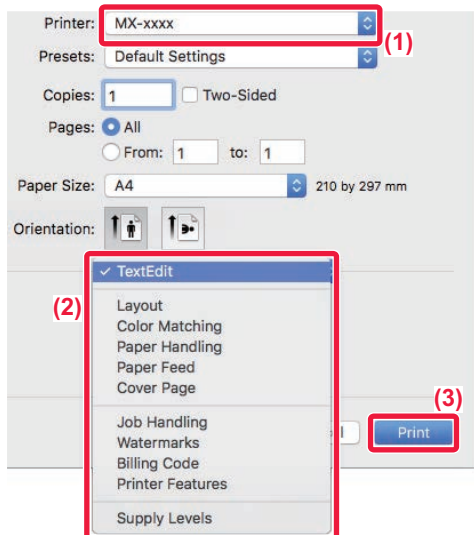 Printer: MX-xxxx
(1)
Presets: Default Settings
Copies: 1 Two-Sided
Pages: All
From: 1 to: 1
Paper Size: A4 210 by 297 mm
Orientation:
✓ TextEdit
(2)
Layout
Color Matching
Paper Handling
Paper Feed
Cover Page
(3)
Job Handling
Watermarks
Billing Code
Printer Features
Print
Supply Levels